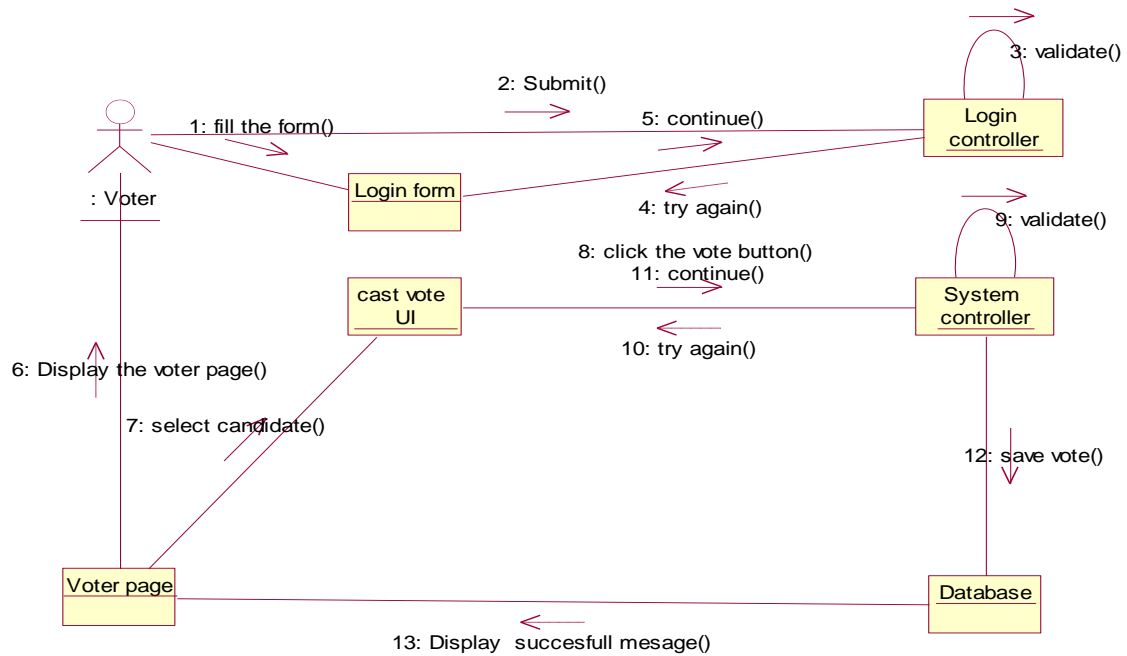 3: validate()
2: Submit()
1: fill the form()
5: continue()
Login
controller
: Voter
Login form
4: try again()
9: validate()
8: click the vote button()
11: continue()
cast vote
UI
System
controller
10: try again()
6: Display the voter page()
7: select candidate()
12: save vote()
Voter page
Database
13: Display succesfull mesage()